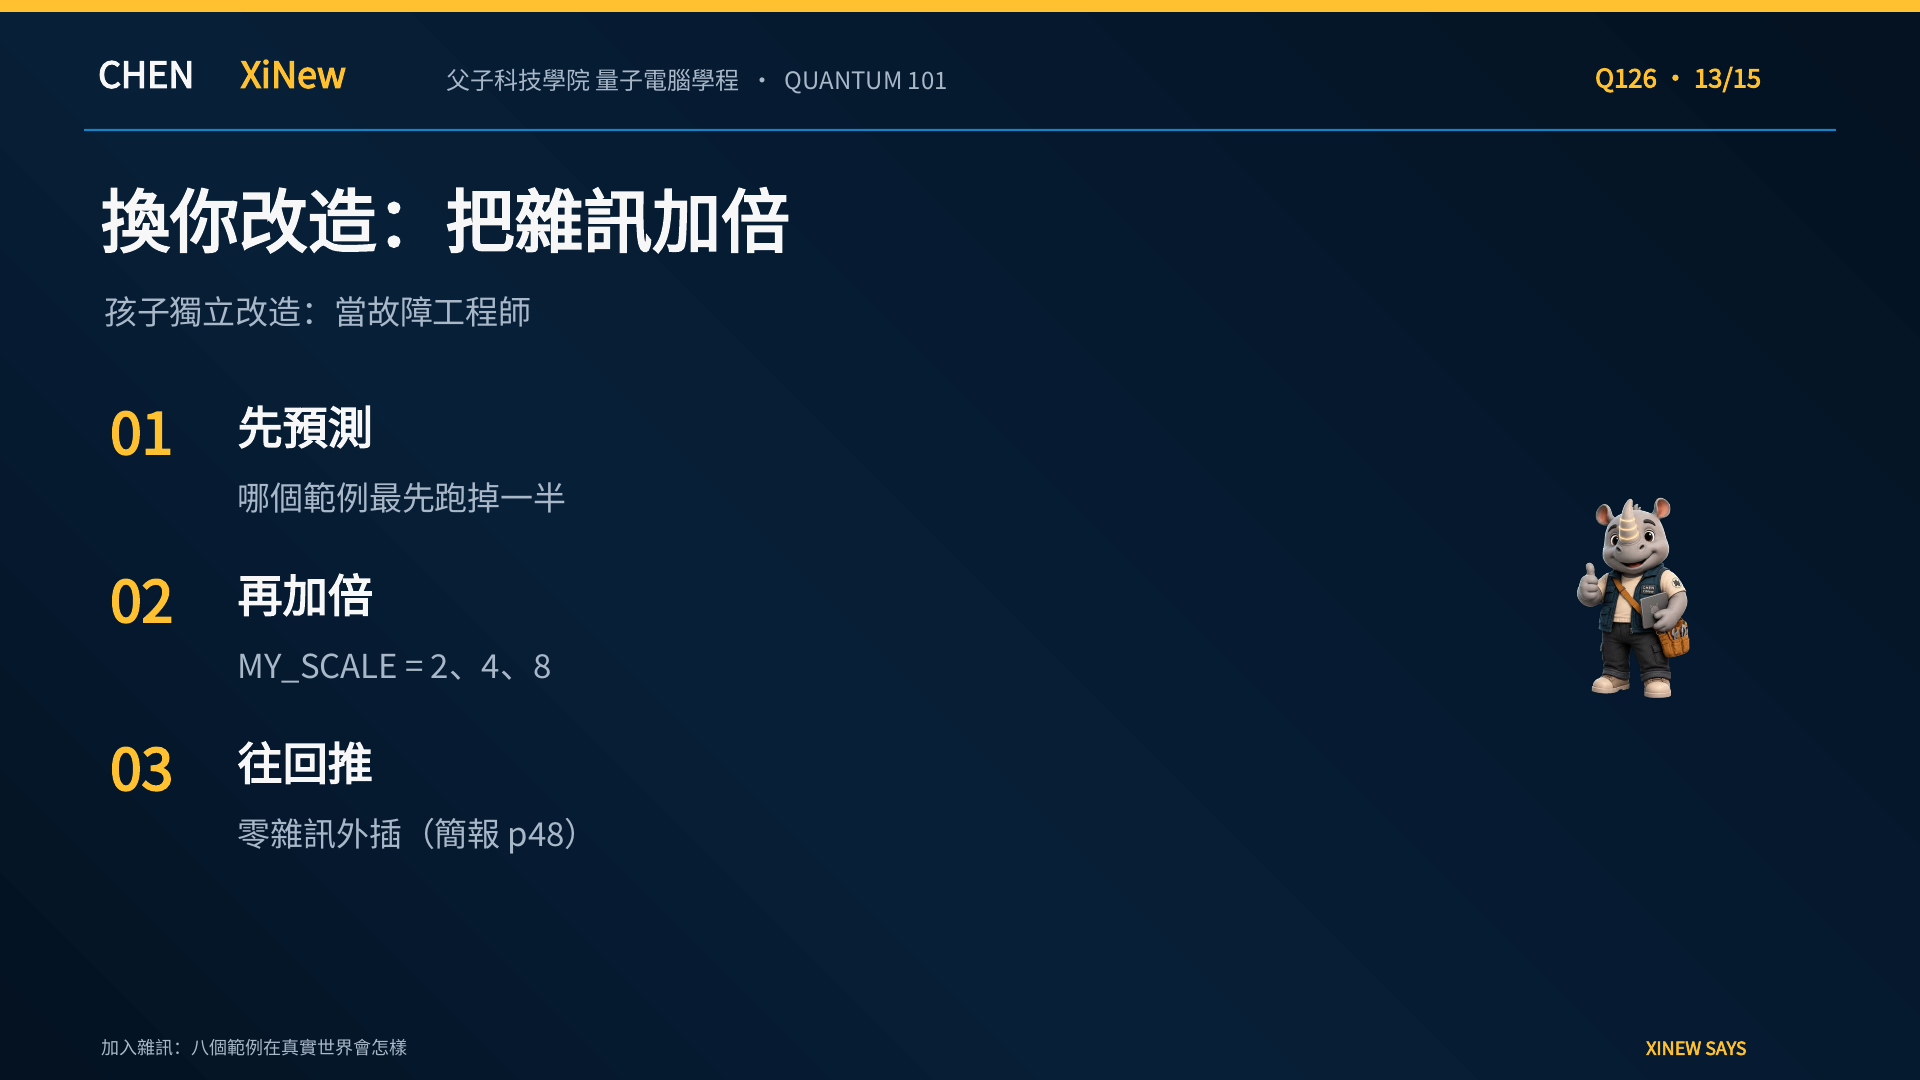 CHEN XiNew 父子科技學院 量子電腦學程 • QUANTUM 101 Q126 • 13/15
換你改造：把雜訊加倍
孩子獨立改造：當故障工程師
01 先預測
哪個範例最先跑掉一半
02 再加倍
MY_SCALE = 2、4、8
03 往回推
零雜訊外插（簡報 p48）
加入雜訊：八個範例在真實世界會怎樣 XINEW SAYS